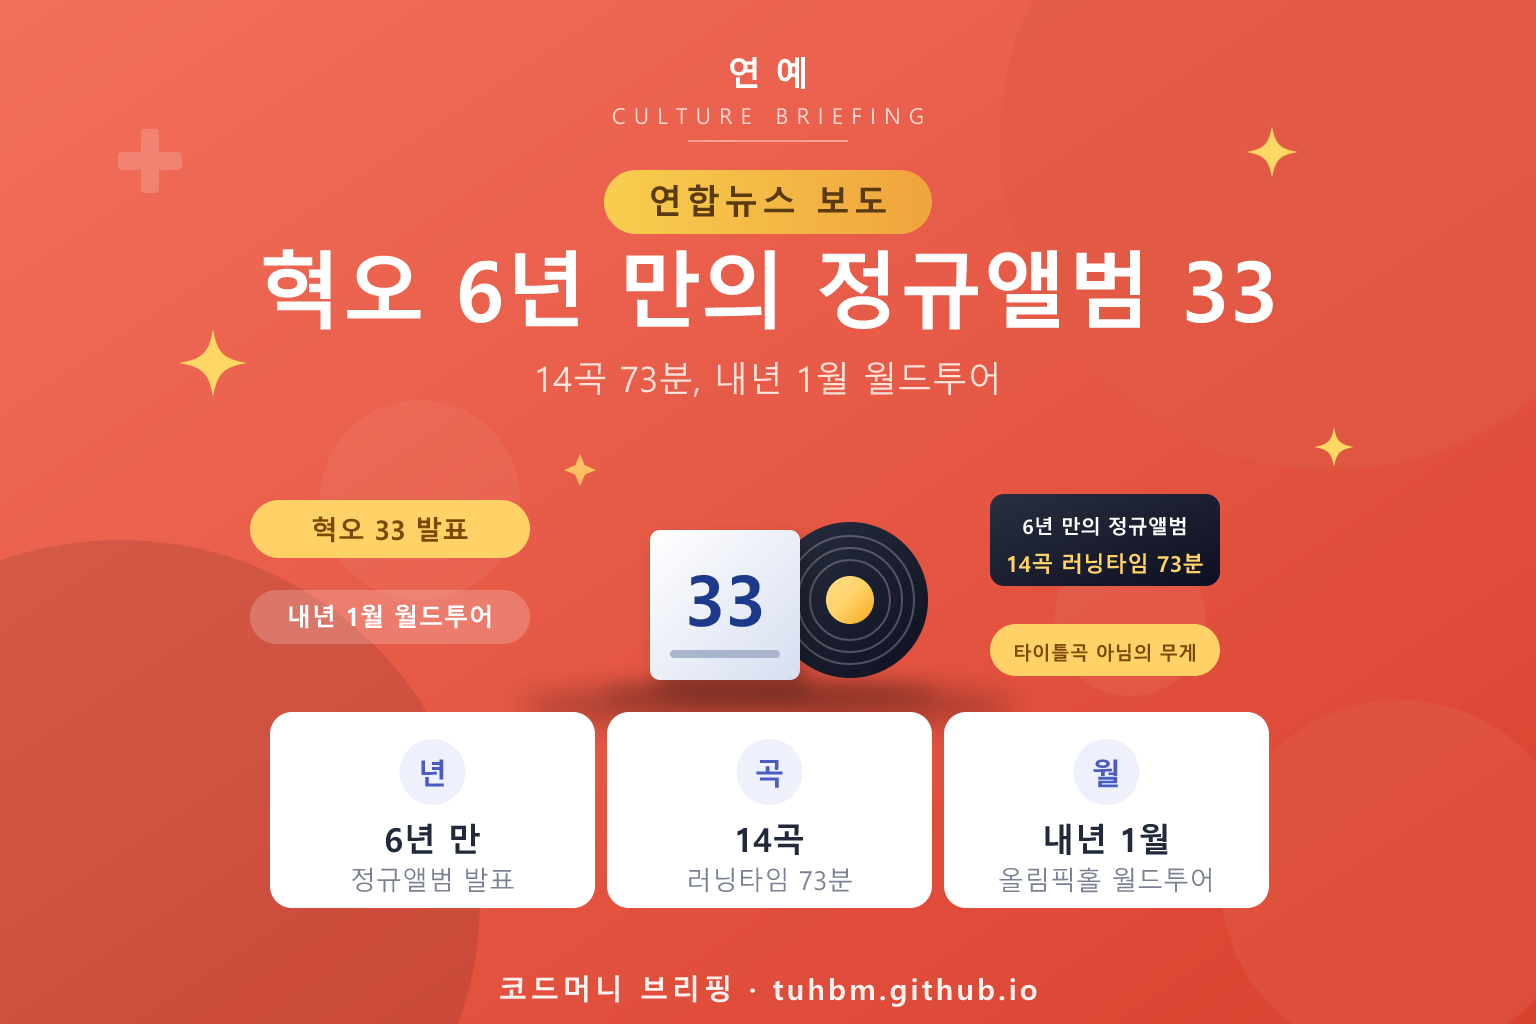 연예
CULTURE BRIEFING
연합뉴스 보도
혁오 6년 만의 정규앨범 33
14곡 73분, 내년 1월 월드투어
혁오 33 발표
내년 1월 월드투어
33
6년 만의 정규앨범
14곡 러닝타임 73분
타이틀곡 아님의 무게
년
6년 만
정규앨범 발표
곡
14곡
러닝타임 73분
월
내년 1월
올림픽홀 월드투어
코드머니 브리핑 · tuhbm.github.io